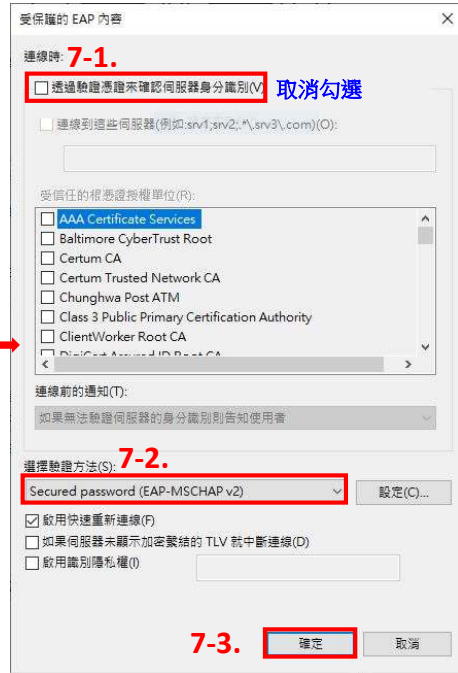 受保護的 EAP 內容
連線時: 7-1.
透過驗證憑證來確認伺服器身分識別(V) 取消勾選
連線到這些伺服器(例如:srv1;srv2;.*\.srv3\.com)(O):
受信任的根憑證授權單位(R):
AAA Certificate Services
Baltimore CyberTrust Root
Certum CA
Certum Trusted Network CA
Chunghwa Post ATM
Class 3 Public Primary Certification Authority
ClientWorker Root CA
DigiCert Assured ID Root CA
連線前的通知(T):
如果無法驗證伺服器的身分識別則告知使用者
選擇驗證方法(S): 7-2.
Secured password (EAP-MSCHAP v2) 設定(C)...
啟用快速重新連線(F)
如果伺服器未顯示加密繫結的 TLV 就中斷連線(D)
啟用識別隱私權(I)
7-3. 確定 取消